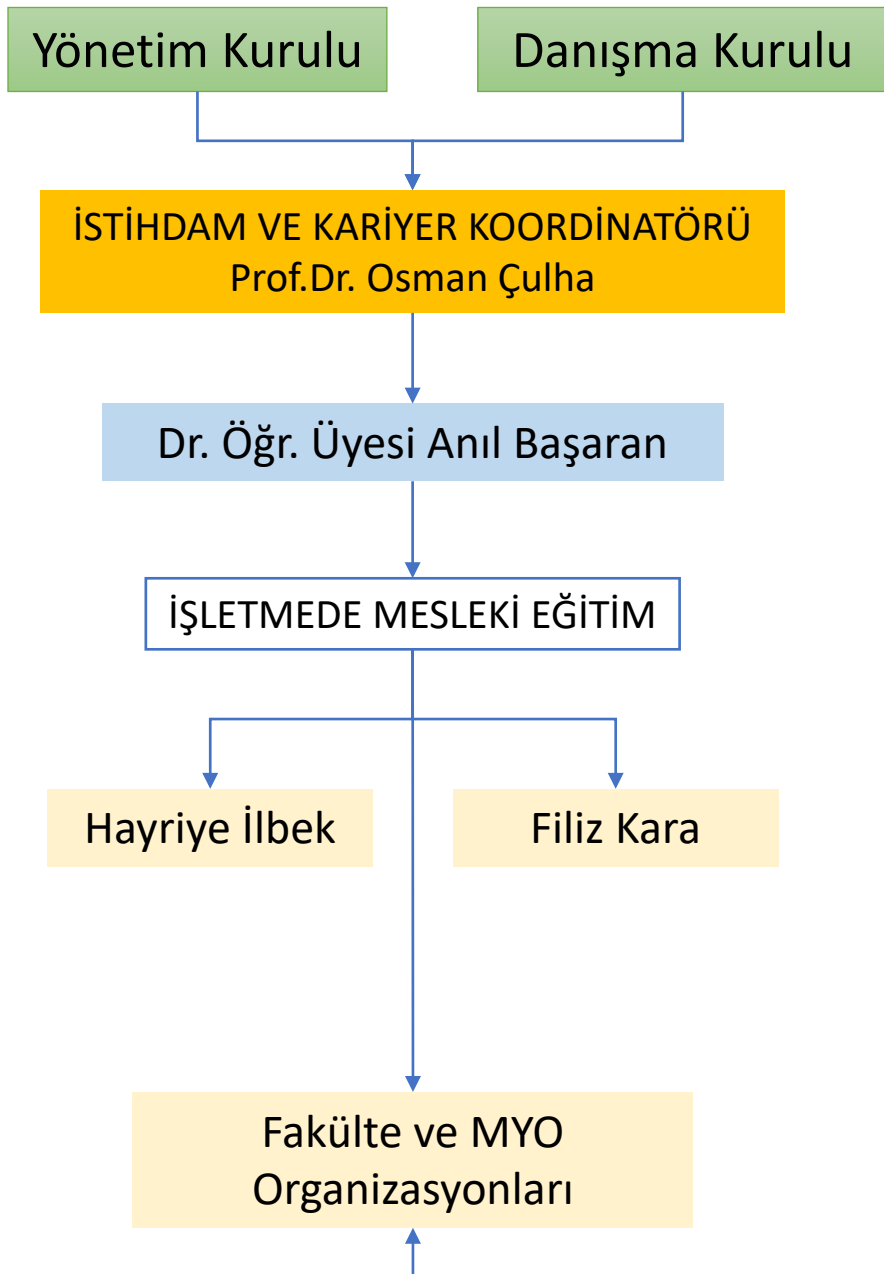 Yönetim Kurulu
Danışma Kurulu
İSTİHDAM VE KARİYER KOORDİNATÖRÜ
Prof.Dr. Osman Çulha
Dr. Öğr. Üyesi Anıl Başaran
İŞLETMEDE MESLEKİ EĞİTİM
Hayriye İlbek
Filiz Kara
Fakülte ve MYO
Organizasyonları